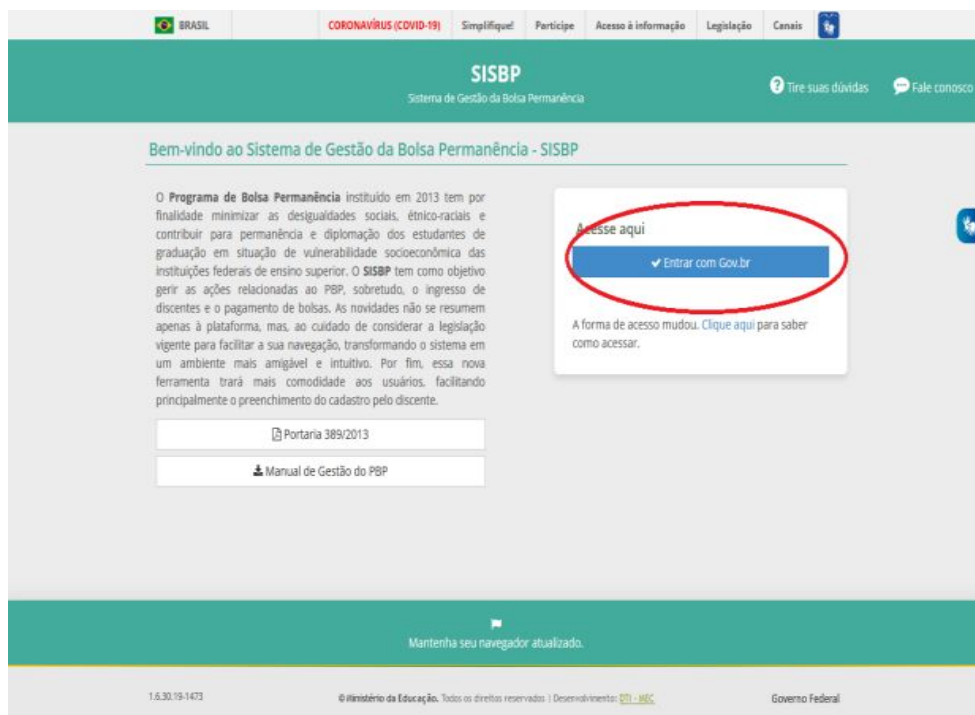 BRASIL CORONAVÍRUS (COVID-19) Simplifique! Participe Acesso à informação Legislação Canais
SISBP
Sistema de Gestão da Bolsa Permanência
Tire suas dúvidas Fale conosco
Bem-vindo ao Sistema de Gestão da Bolsa Permanência - SISBP
O Programa de Bolsa Permanência instituído em 2013 tem por
finalidade minimizar as desigualdades sociais, étnico-raciais e
contribuir para permanência e diplomação dos estudantes de
graduação em situação de vulnerabilidade socioeconômica das
instituições federais de ensino superior. O SISBP tem como objetivo
gerir as ações relacionadas ao PBP, sobretudo, o ingresso de
discentes e o pagamento de bolsas. As novidades não se resumem
apenas à plataforma, mas, ao cuidado de considerar a legislação
vigente para facilitar a sua navegação, transformando o sistema em
um ambiente mais amigável e intuitivo. Por fim, essa nova
ferramenta trará mais comodidade aos usuários, facilitando
principalmente o preenchimento do cadastro pelo discente.
Portaria 389/2013
Manual de Gestão do PBP
Acesse aqui
Entrar com Gov.br
A forma de acesso mudou. Clique aqui para saber
como acessar.
Mantenha seu navegador atualizado.
1.6.30.19-1473 © Ministério da Educação. Todos os direitos reservados | Desenvolvimento: DTI - MEC Governo Federal